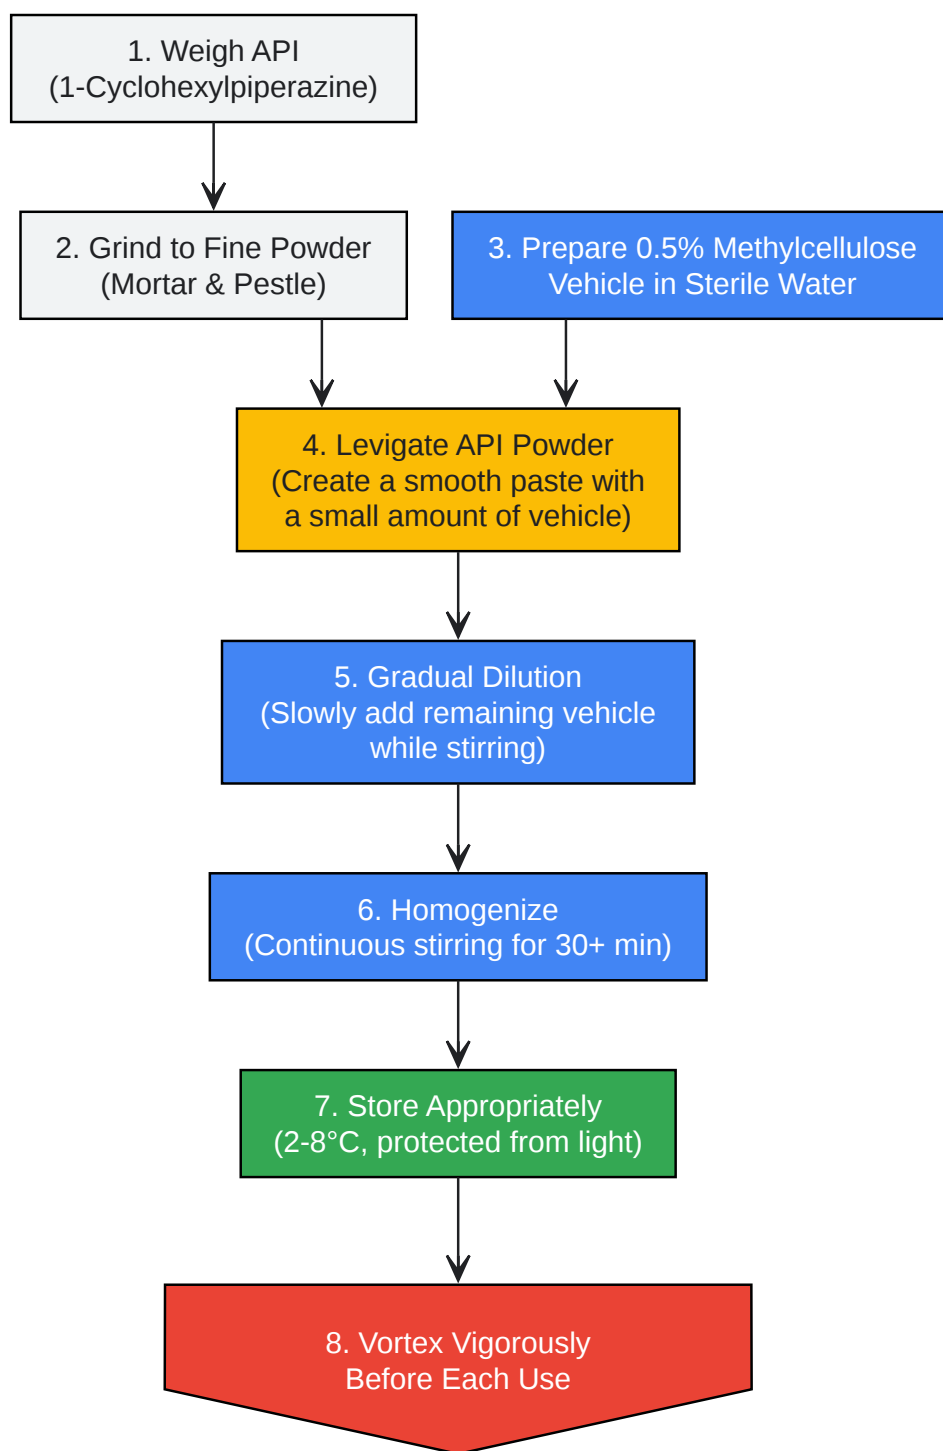 1. Weigh API
(1-Cyclohexylpiperazine)
2. Grind to Fine Powder
(Mortar & Pestle)
3. Prepare 0.5% Methylcellulose
Vehicle in Sterile Water
4. Levigate API Powder
(Create a smooth paste with
a small amount of vehicle)
5. Gradual Dilution
(Slowly add remaining vehicle
while stirring)
6. Homogenize
(Continuous stirring for 30+ min)
7. Store Appropriately
(2-8°C, protected from light)
8. Vortex Vigorously
Before Each Use